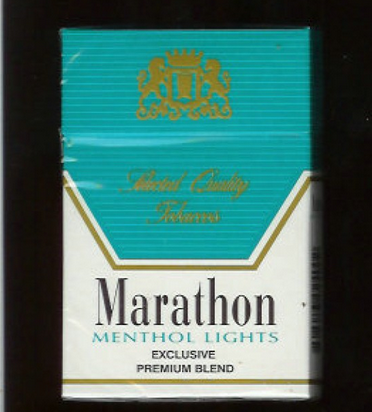 Selected Quality
Tobaccos
Marathon
MENTHOL LIGHTS
EXCLUSIVE
PREMIUM BLEND